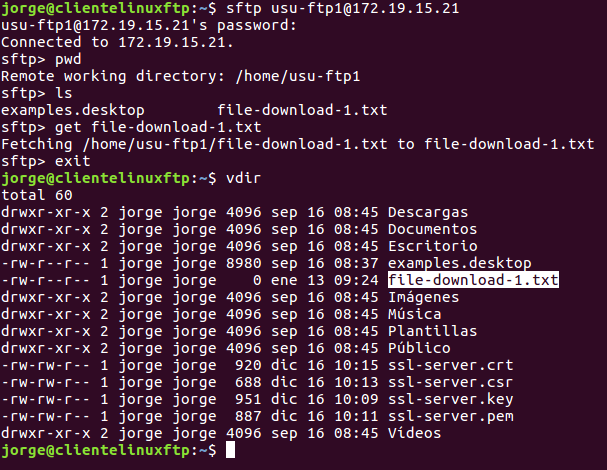 jorge@clientelinuxftp:~$ sftp usu-ftp1@172.19.15.21
usu-ftp1@172.19.15.21's password:
Connected to 172.19.15.21.
sftp> pwd
Remote working directory: /home/usu-ftp1
sftp> ls
examples.desktop        file-download-1.txt
sftp> get file-download-1.txt
Fetching /home/usu-ftp1/file-download-1.txt to file-download-1.txt
sftp> exit
jorge@clientelinuxftp:~$ vdir
total 60
drwxr-xr-x 2 jorge jorge 4096 sep 16 08:45 Descargas
drwxr-xr-x 2 jorge jorge 4096 sep 16 08:45 Documentos
drwxr-xr-x 2 jorge jorge 4096 sep 16 08:45 Escritorio
-rw-r--r-- 1 jorge jorge 8980 sep 16 08:37 examples.desktop
-rw-r--r-- 1 jorge jorge    0 ene 13 09:24 file-download-1.txt
drwxr-xr-x 2 jorge jorge 4096 sep 16 08:45 Imágenes
drwxr-xr-x 2 jorge jorge 4096 sep 16 08:45 Música
drwxr-xr-x 2 jorge jorge 4096 sep 16 08:45 Plantillas
drwxr-xr-x 2 jorge jorge 4096 sep 16 08:45 Público
-rw-rw-r-- 1 jorge jorge  920 dic 16 10:15 ssl-server.crt
-rw-rw-r-- 1 jorge jorge  688 dic 16 10:13 ssl-server.csr
-rw-rw-r-- 1 jorge jorge  951 dic 16 10:09 ssl-server.key
-rw-rw-r-- 1 jorge jorge  887 dic 16 10:11 ssl-server.pem
drwxr-xr-x 2 jorge jorge 4096 sep 16 08:45 Vídeos
jorge@clientelinuxftp:~$